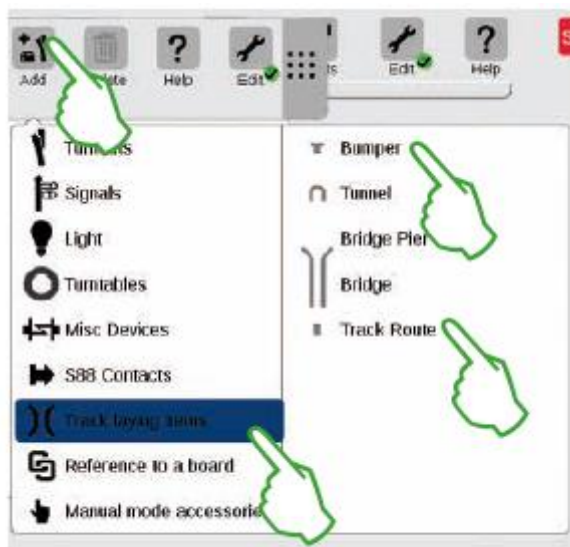 Add
Help
Edit
Edit
Help
S
Bumper
Signals
Tunnel
Light
Bridge Pier
Turntables
Bridge
Misc Devices
Track Route
S88 Contacts
Track laying items
Reference to a board
Manual mode accessorie